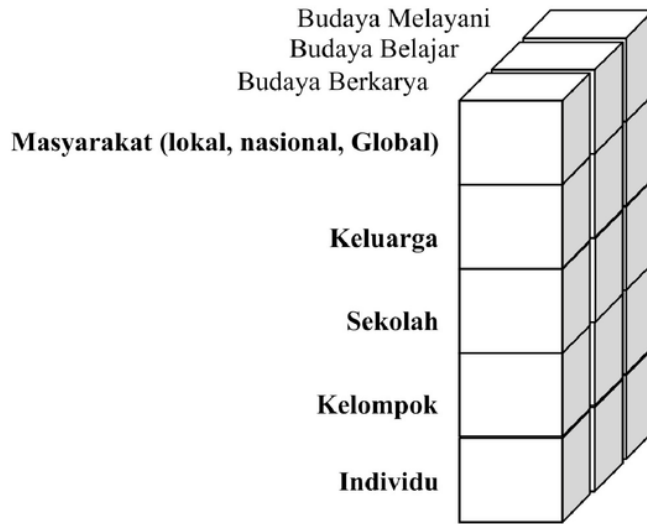 Budaya Melayani
Budaya Belajar
Budaya Berkarya
Masyarakat (lokal, nasional, Global)
Keluarga
Sekolah
Kelompok
Individu